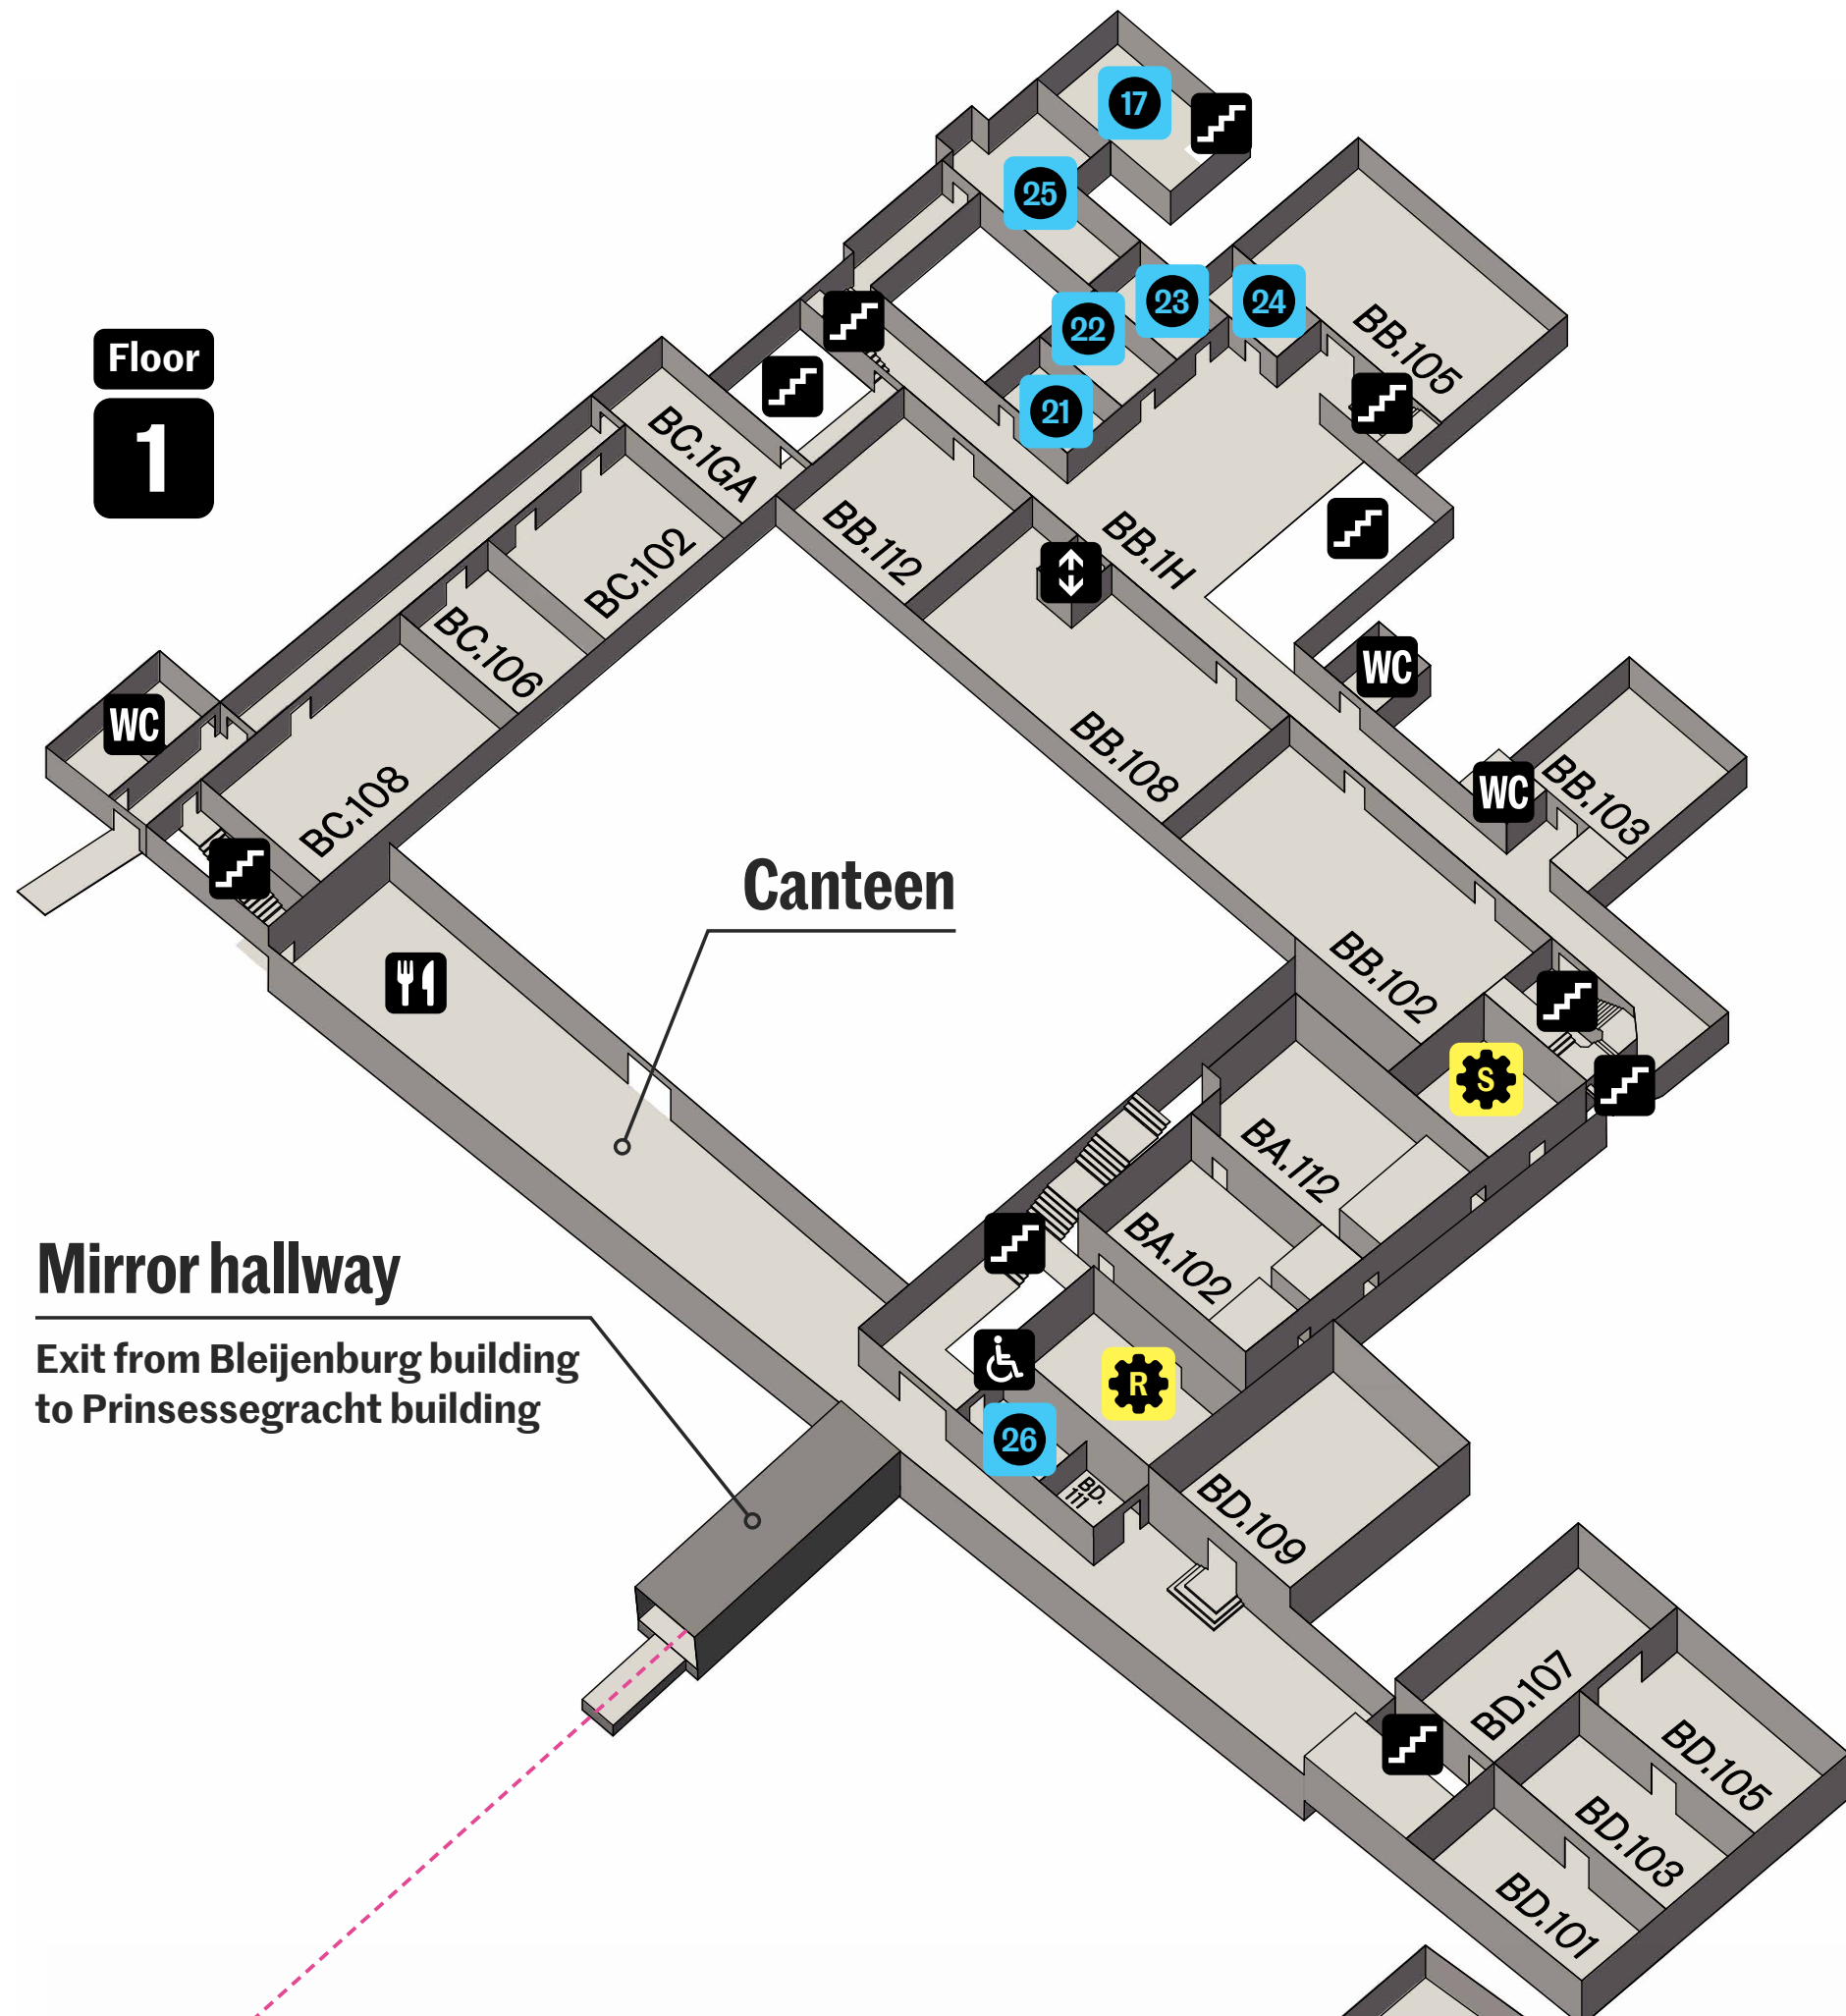 17
25
23
24
22
21
BB.105
Floor
1
BC.1GA
BC.102
BB.112
BB.1H
BC.106
WC
WC
BC.108
BB.108
WC
BB.103
Canteen
BB.102
S
BA.112
BA.102
Mirror hallway
Exit from Bleijenburg building
to Prinsessegracht building
R
26
BD.
111
BD.109
BD.107
BD.105
BD.103
BD.101